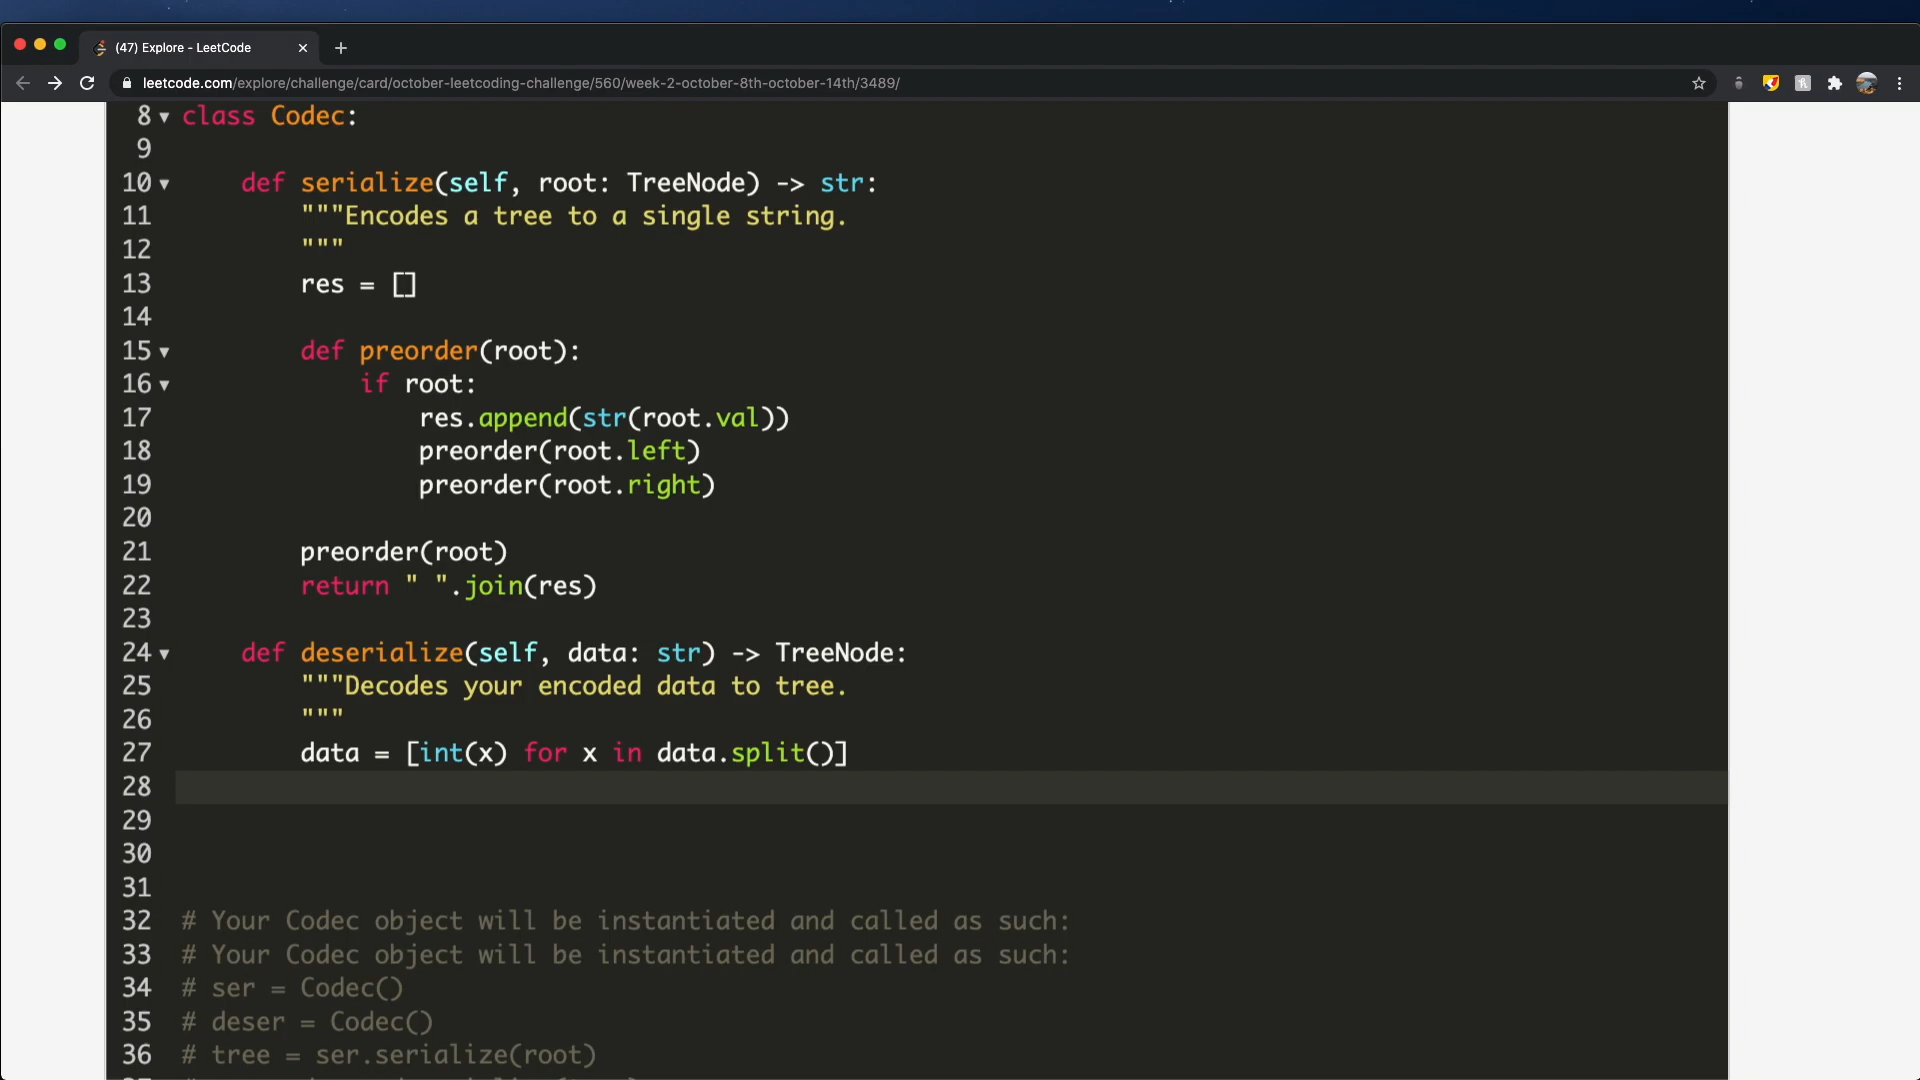 (47) Explore - LeetCode
leetcode.com/explore/challenge/card/october-leetcoding-challenge/560/week-2-october-8th-october-14th/3489/
8 class Codec:
9
10 def serialize(self, root: TreeNode) -> str:
11 """Encodes a tree to a single string.
12 """
13 res = []
14
15 def preorder(root):
16 if root:
17 res.append(str(root.val))
18 preorder(root.left)
19 preorder(root.right)
20
21 preorder(root)
22 return " ".join(res)
23
24 def deserialize(self, data: str) -> TreeNode:
25 """Decodes your encoded data to tree.
26 """
27 data = [int(x) for x in data.split()]
28
29
30
31
32 # Your Codec object will be instantiated and called as such:
33 # Your Codec object will be instantiated and called as such:
34 # ser = Codec()
35 # deser = Codec()
36 # tree = ser.serialize(root)